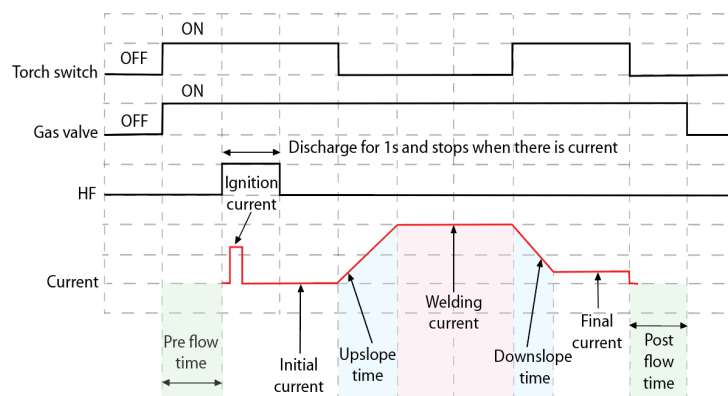 ON
OFF
Torch switch
ON
OFF
Gas valve
Discharge for 1s and stops when there is current
HF
Ignition
current
Current
Pre flow
time
Initial
current
Upslope
time
Welding
current
Downslope
time
Final
current
Post
flow
time